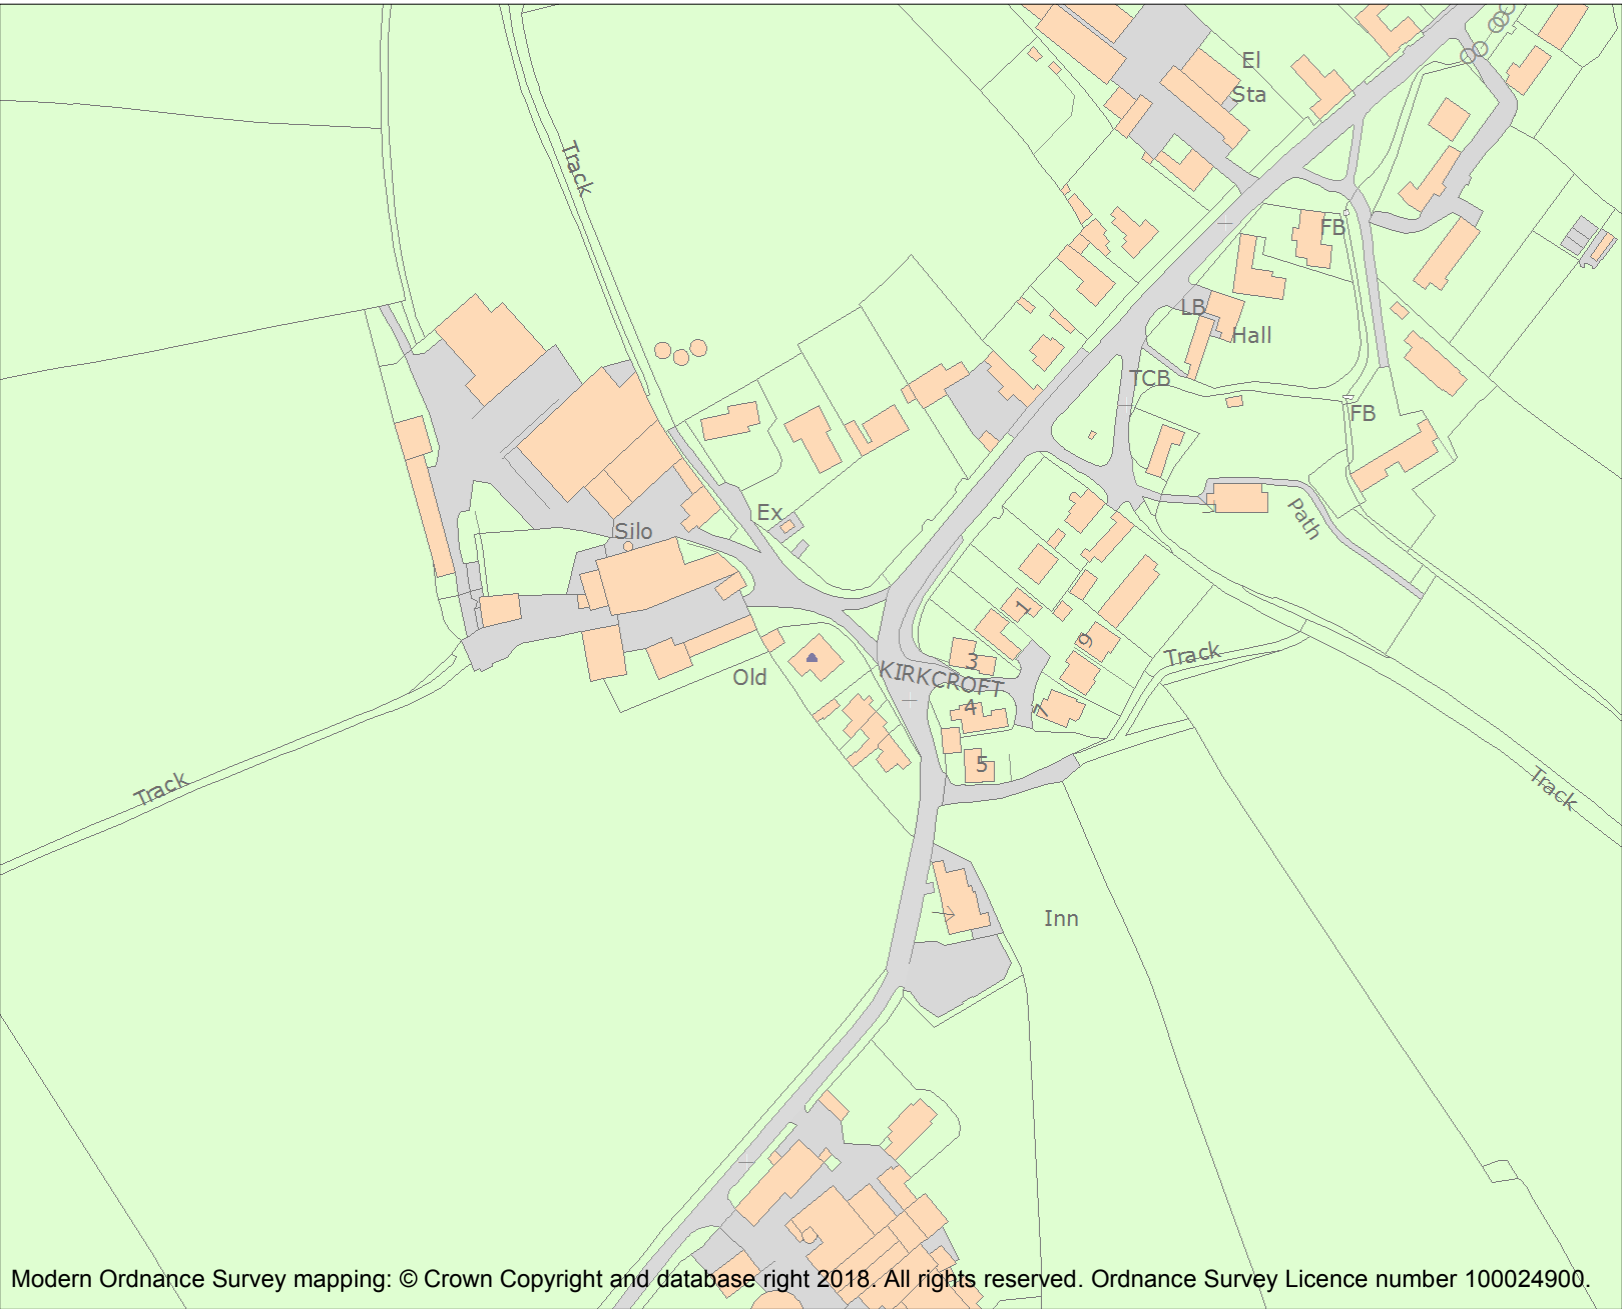 El
Sta
Track
FB
LB
Hall
TCB
FB
Ex
Path
Silo
1
9
3
Track
Old
KIRKCROFT
4
7
5
Track
Track
Inn
Modern Ordnance Survey mapping: © Crown Copyright and database right 2018. All rights reserved. Ordnance Survey Licence number 100024900.